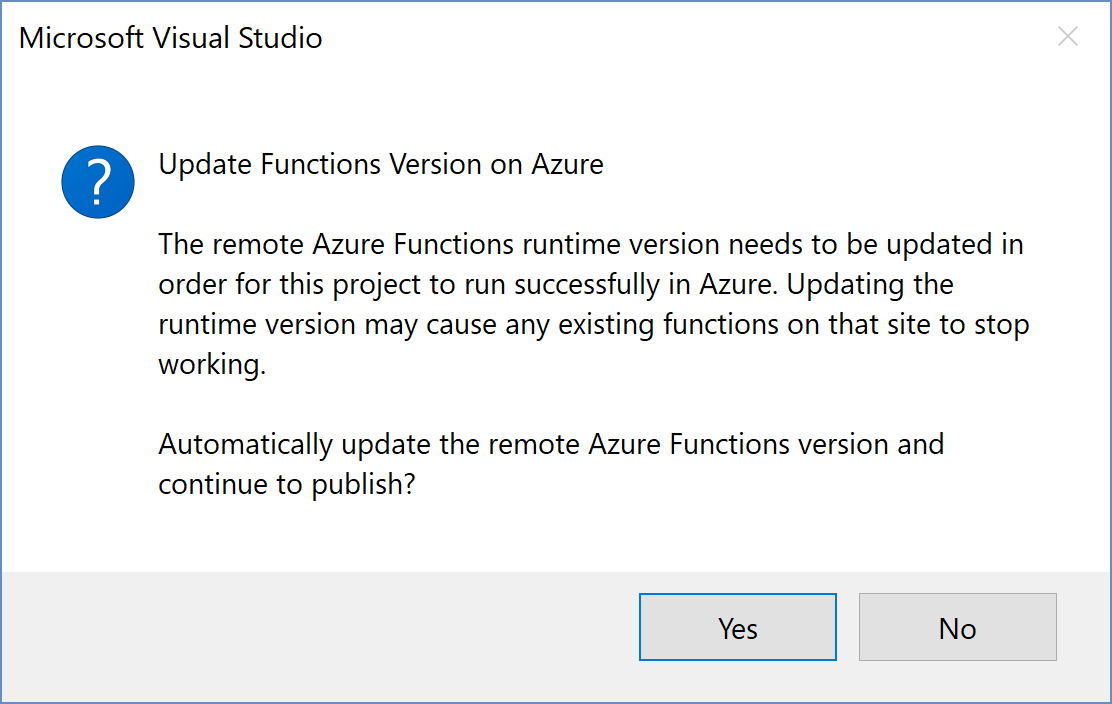 Microsoft Visual Studio
?
Update Functions Version on Azure
The remote Azure Functions runtime version needs to be updated in
order for this project to run successfully in Azure. Updating the
runtime version may cause any existing functions on that site to stop
working.
Automatically update the remote Azure Functions version and
continue to publish?
Yes No